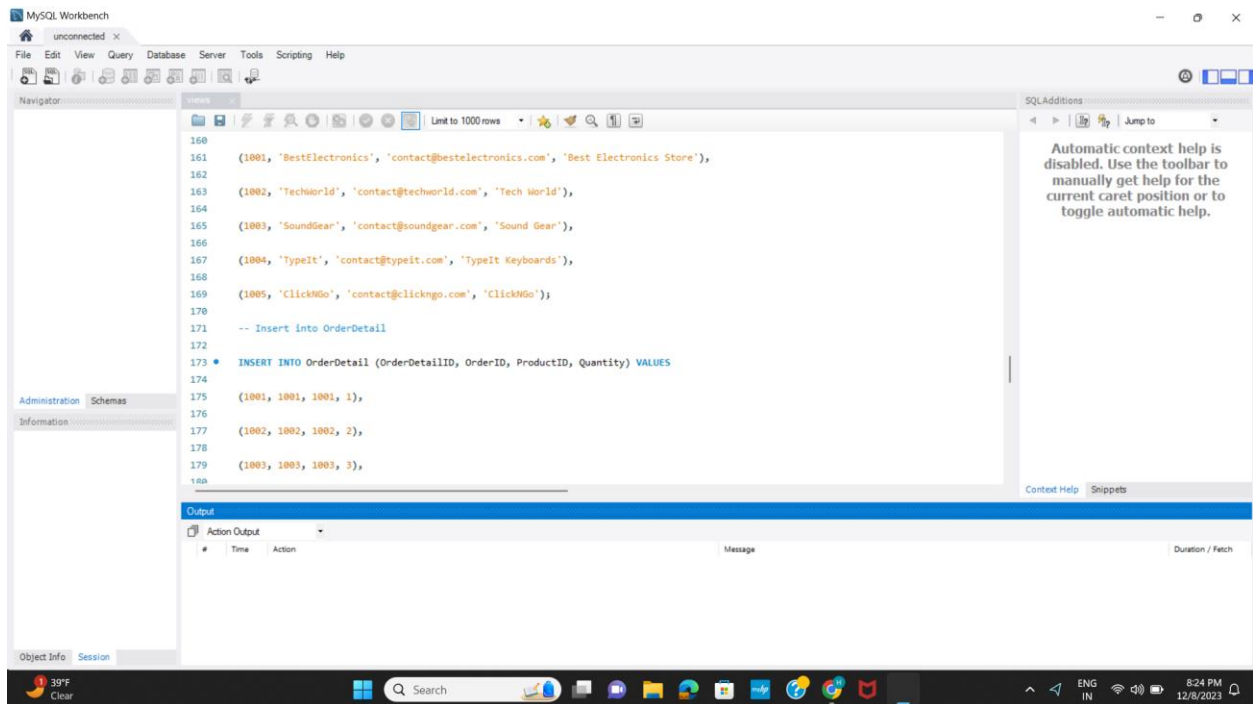 MySQL Workbench
unconnected
File Edit View Query Database Server Tools Scripting Help
Navigator
views
SQLAdditions
Limit to 1000 rows
Jump to
160
161 (1001, 'BestElectronics', 'contact@bestelectronics.com', 'Best Electronics Store'),
162
163 (1002, 'TechWorld', 'contact@techworld.com', 'Tech World'),
164
165 (1003, 'SoundGear', 'contact@soundgear.com', 'Sound Gear'),
166
167 (1004, 'TypeIt', 'contact@typeit.com', 'TypeIt Keyboards'),
168
169 (1005, 'ClickNGo', 'contact@clickngo.com', 'ClickNGo');
170
171 -- Insert into OrderDetail
172
173 INSERT INTO OrderDetail (OrderDetailID, OrderID, ProductID, Quantity) VALUES
174
175 (1001, 1001, 1001, 1),
176
177 (1002, 1002, 1002, 2),
178
179 (1003, 1003, 1003, 3),
180
Automatic context help is
disabled. Use the toolbar to
manually get help for the
current caret position or to
toggle automatic help.
Administration Schemas
Information
Context Help Snippets
Output
Action Output
# Time Action Message Duration / Fetch
Object Info Session
1
39°F
Clear
Search
ENG
IN
8:24 PM
12/8/2023